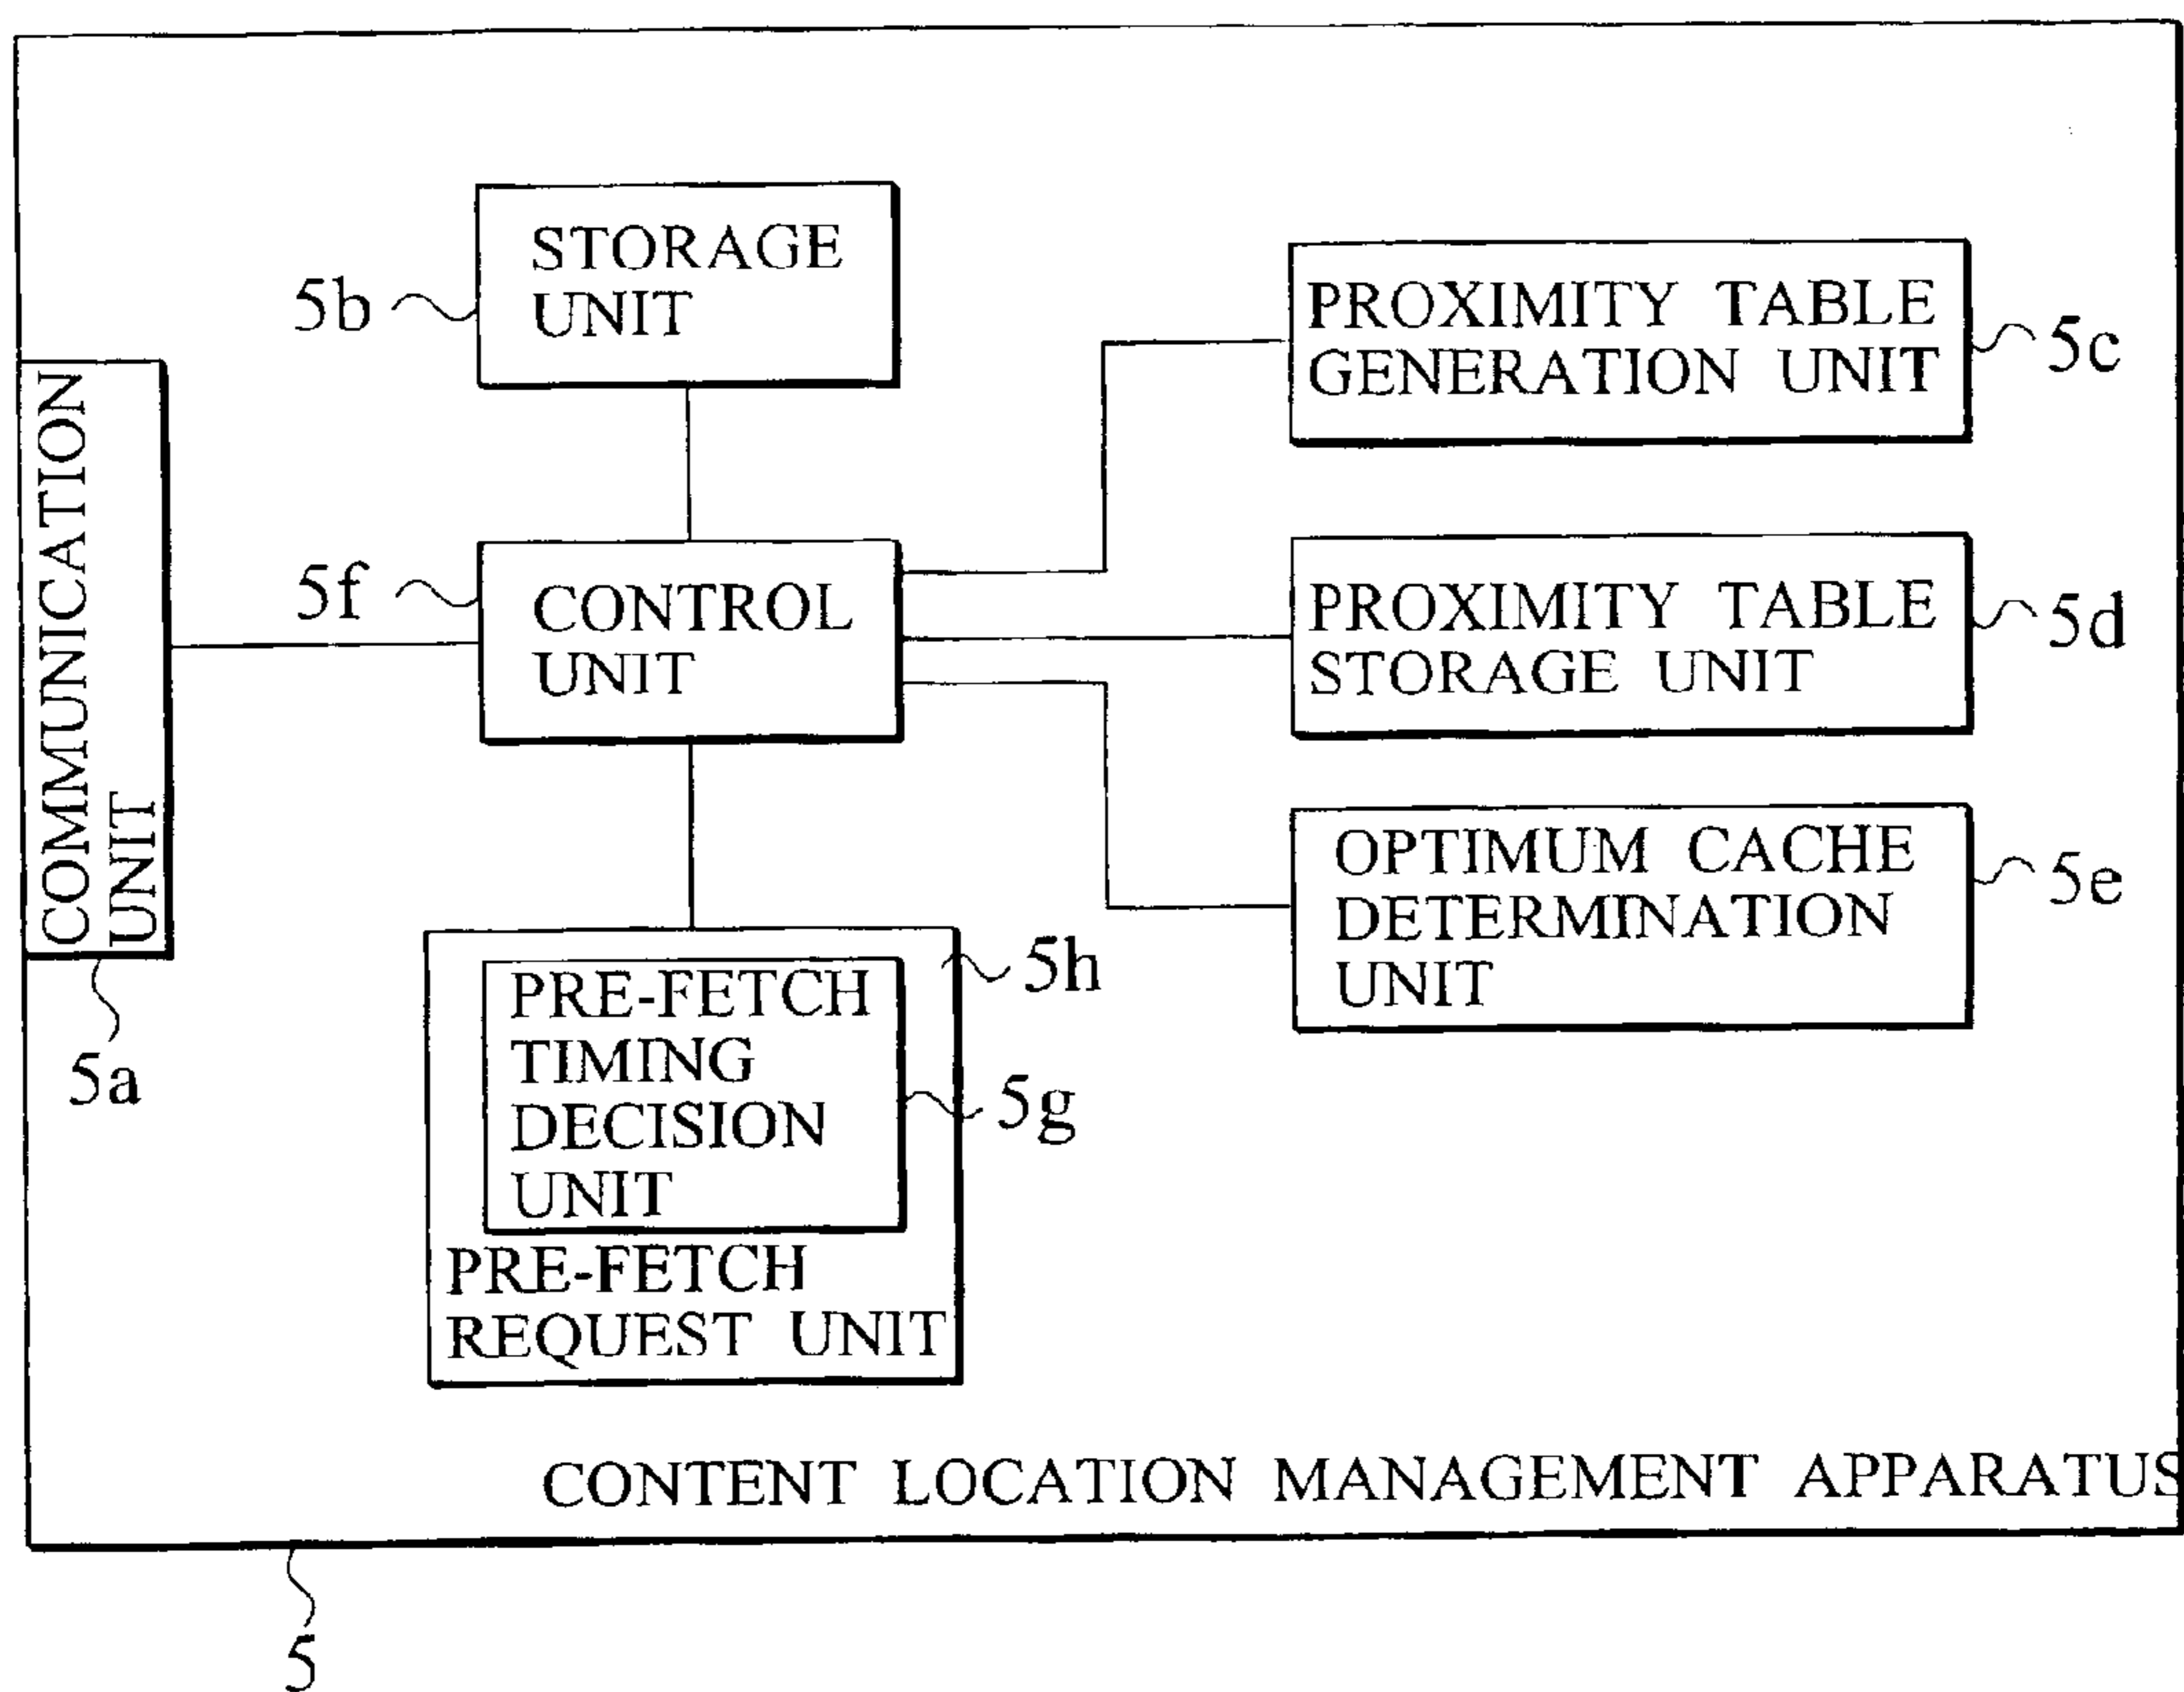 STORAGE
UNIT
5b
PROXIMITY TABLE
GENERATION UNIT
5c
COMMUNICATION
UNIT
5a
5f
CONTROL
UNIT
PROXIMITY TABLE
STORAGE UNIT
5d
OPTIMUM CACHE
DETERMINATION
UNIT
5e
5h
PRE-FETCH
TIMING
DECISION
UNIT
5g
PRE-FETCH
REQUEST UNIT
CONTENT LOCATION MANAGEMENT APPARATUS
5